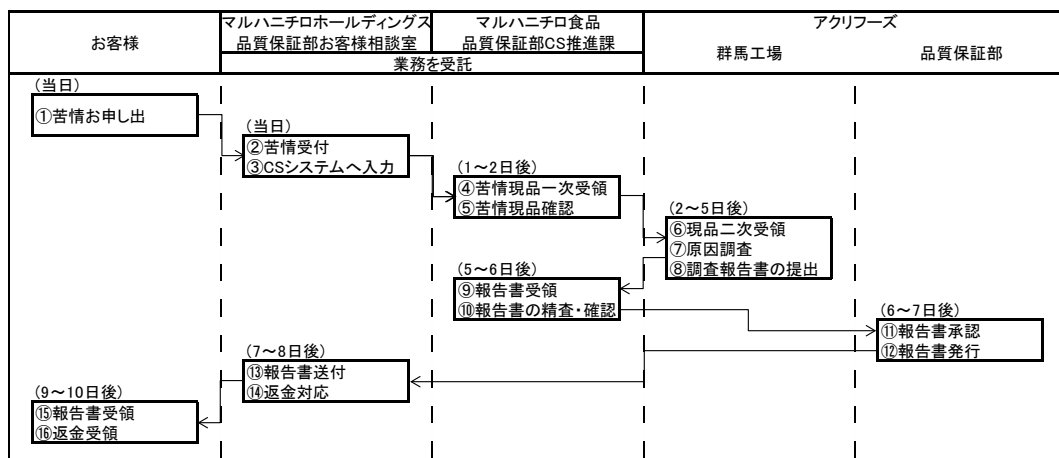 お客様
マルハニチロホールディングス
品質保証部お客様相談室
マルハニチロ食品
品質保証部CS推進課
アクリフーズ
群馬工場
品質保証部
業務を受託
(当日)
①苦情お申し出
(当日)
②苦情受付
③CSシステムへ入力
(1～2日後)
④苦情現品一次受領
⑤苦情現品確認
(2～5日後)
⑥現品二次受領
⑦原因調査
⑧調査報告書の提出
(5～6日後)
⑨報告書受領
⑩報告書の精査・確認
(6～7日後)
⑪報告書承認
⑫報告書発行
(7～8日後)
⑬報告書送付
⑭返金対応
(9～10日後)
⑮報告書受領
⑯返金受領